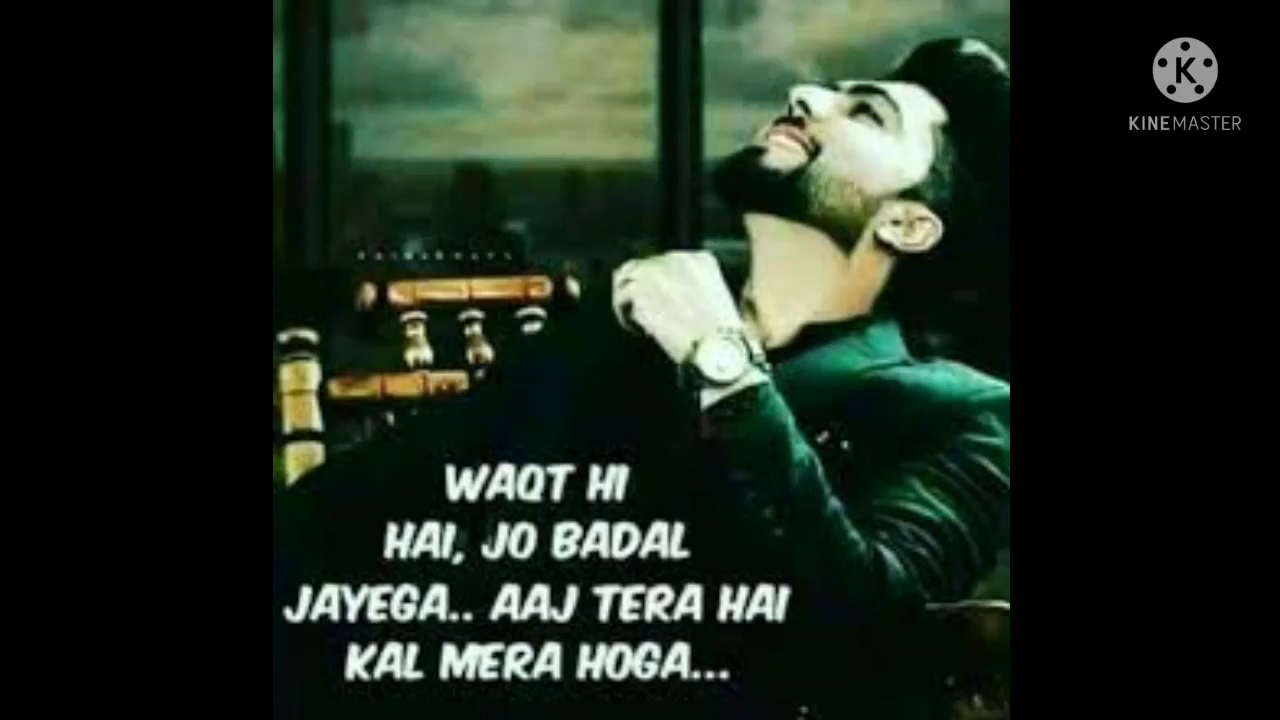 KINEMASTER
WAQT HI
HAI, JO BADAL
JAYEGA.. AAJ TERA HAI
KAL MERA HOGA...